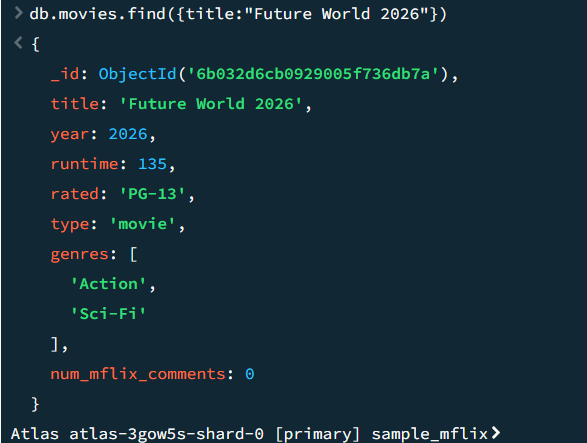 > db.movies.find({title:"Future World 2026"})
< {
_id: ObjectId('6b032d6cb0929005f736db7a'),
title: 'Future World 2026',
year: 2026,
runtime: 135,
rated: 'PG-13',
type: 'movie',
genres: [
'Action',
'Sci-Fi'
],
num_mflix_comments: 0
}
Atlas atlas-3gow5s-shard-0 [primary] sample_mflix>